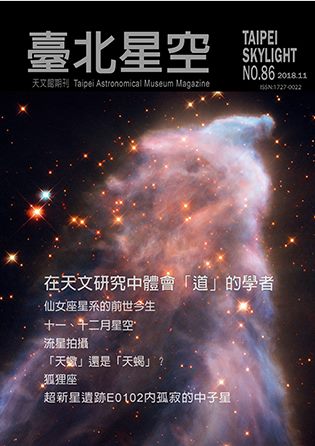 臺北星空
天文館期刊 Taipei Astronomical Museum Magazine
TAIPEI
SKYLIGHT
NO.86 2018.11
ISSN:1727-0022
在天文研究中體會「道」的學者
仙女座星系的前世今生
十一、十二月星空
流星拍攝
「天蠍」還是「天蝎」？
狐狸座
超新星遺跡E0102內孤寂的中子星